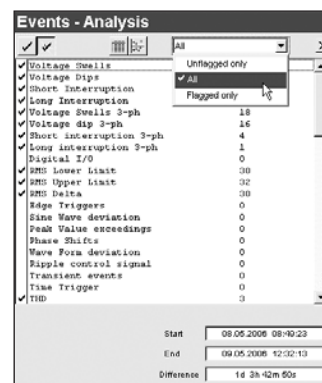 Events - Analysis
All
Unflagged only
All
Flagged only
Voltage Swells
Voltage Dips
Short Interruption
Long Interruption
Voltage Swells 3-ph 18
Voltage dip 3-ph 16
Short interruption 3-ph 4
Long interruption 3-ph 1
Digital I/O 0
RMS Lower Limit 30
RMS Upper Limit 32
RMS Delta 30
Edge Triggers 0
Sine Wave deviation 0
Peak Value exceedings 0
Phase Shifts 0
Wave Form deviation 0
Ripple control signal 0
Transient events 0
Time Trigger 0
THD 3
Start 08.05.2006 08:49:23
End 09.05.2006 12:32:13
Difference 1d 3h 42m 50s